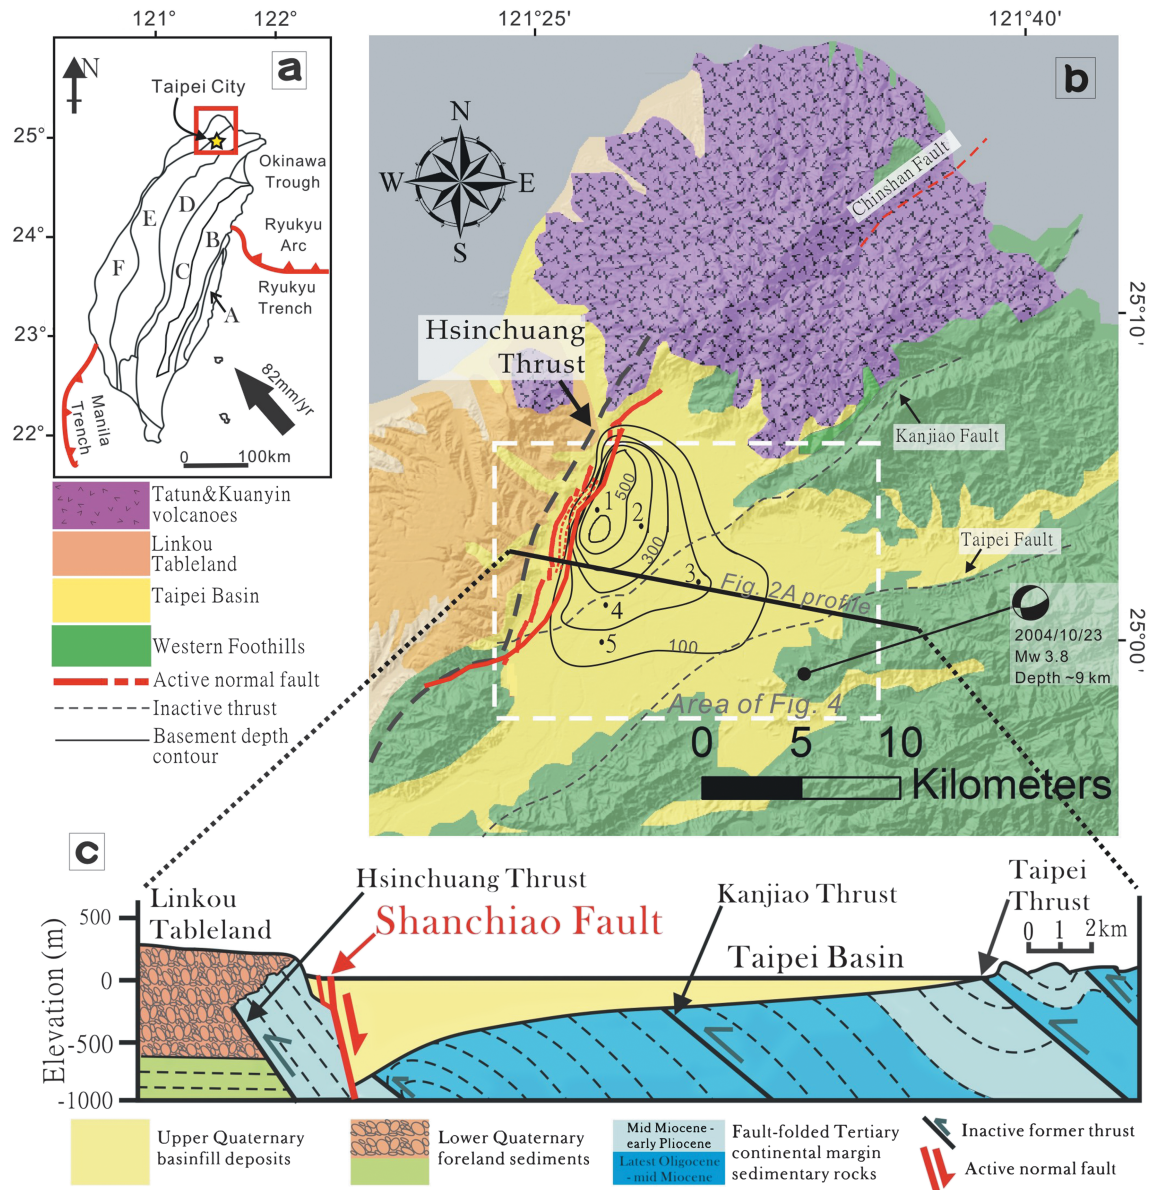 121°
122°
121°25'
121°40'
a
N
Taipei City
25°
24°
23°
22°
Okinawa
Trough
Ryukyu
Arc
Ryukyu
Trench
E
D
B
F
C
A
82mm/yr
Manila
Trench
0
100km
b
N
W
E
S
Chinshan Fault
Hsinchuang
Thrust
25°10'
Kanjiao Fault
Taipei Fault
500
1
2
300
3
4
5
100
Fig. 2A profile
2004/10/23
Mw 3.8
Depth ~9 km
25°00'
Area of Fig. 4
0
5
10
Kilometers
Tatun&Kuanyin
volcanoes
Linkou
Tableland
Taipei Basin
Western Foothills
Active normal fault
Inactive thrust
Basement depth
contour
c
Linkou
Tableland
Hsinchuang Thrust
Shanchiao Fault
Kanjiao Thrust
Taipei
Thrust
Taipei Basin
0 1 2km
Elevation (m)
500
0
-500
-1000
Upper Quaternary
basinfill deposits
Lower Quaternary
foreland sediments
Mid Miocene -
early Pliocene
Latest Oligocene
- mid Miocene
Fault-folded Tertiary
continental margin
sedimentary rocks
Inactive former thrust
Active normal fault